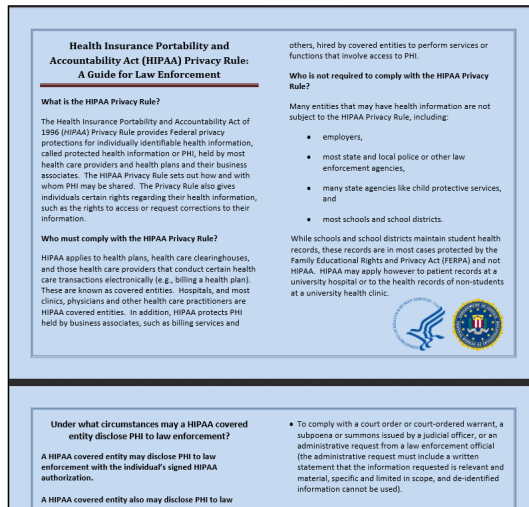 Health Insurance Portability and
Accountability Act (HIPAA) Privacy Rule:
A Guide for Law Enforcement
What is the HIPAA Privacy Rule?
The Health Insurance Portability and Accountability Act of
1996 (HIPAA) Privacy Rule provides Federal privacy
protections for individually identifiable health information,
called protected health information or PHI, held by most
health care providers and health plans and their business
associates. The HIPAA Privacy Rule sets out how and with
whom PHI may be shared. The Privacy Rule also gives
individuals certain rights regarding their health information,
such as the rights to access or request corrections to their
information.
Who must comply with the HIPAA Privacy Rule?
HIPAA applies to health plans, health care clearinghouses,
and those health care providers that conduct certain health
care transactions electronically (e.g., billing a health plan).
These are known as covered entities. Hospitals, and most
clinics, physicians and other health care practitioners are
HIPAA covered entities. In addition, HIPAA protects PHI
held by business associates, such as billing services and
others, hired by covered entities to perform services or
functions that involve access to PHI.
Who is not required to comply with the HIPAA Privacy
Rule?
Many entities that may have health information are not
subject to the HIPAA Privacy Rule, including:
• employers,
• most state and local police or other law
enforcement agencies,
• many state agencies like child protective services,
and
• most schools and school districts.
While schools and school districts maintain student health
records, these records are in most cases protected by the
Family Educational Rights and Privacy Act (FERPA) and not
HIPAA. HIPAA may apply however to patient records at a
university hospital or to the health records of non-students
at a university health clinic.
Under what circumstances may a HIPAA covered
entity disclose PHI to law enforcement?
A HIPAA covered entity may disclose PHI to law
enforcement with the individual's signed HIPAA
authorization.
A HIPAA covered entity also may disclose PHI to law
• To comply with a court order or court-ordered warrant, a
subpoena or summons issued by a judicial officer, or an
administrative request from a law enforcement official
(the administrative request must include a written
statement that the information requested is relevant and
material, specific and limited in scope, and de-identified
information cannot be used).